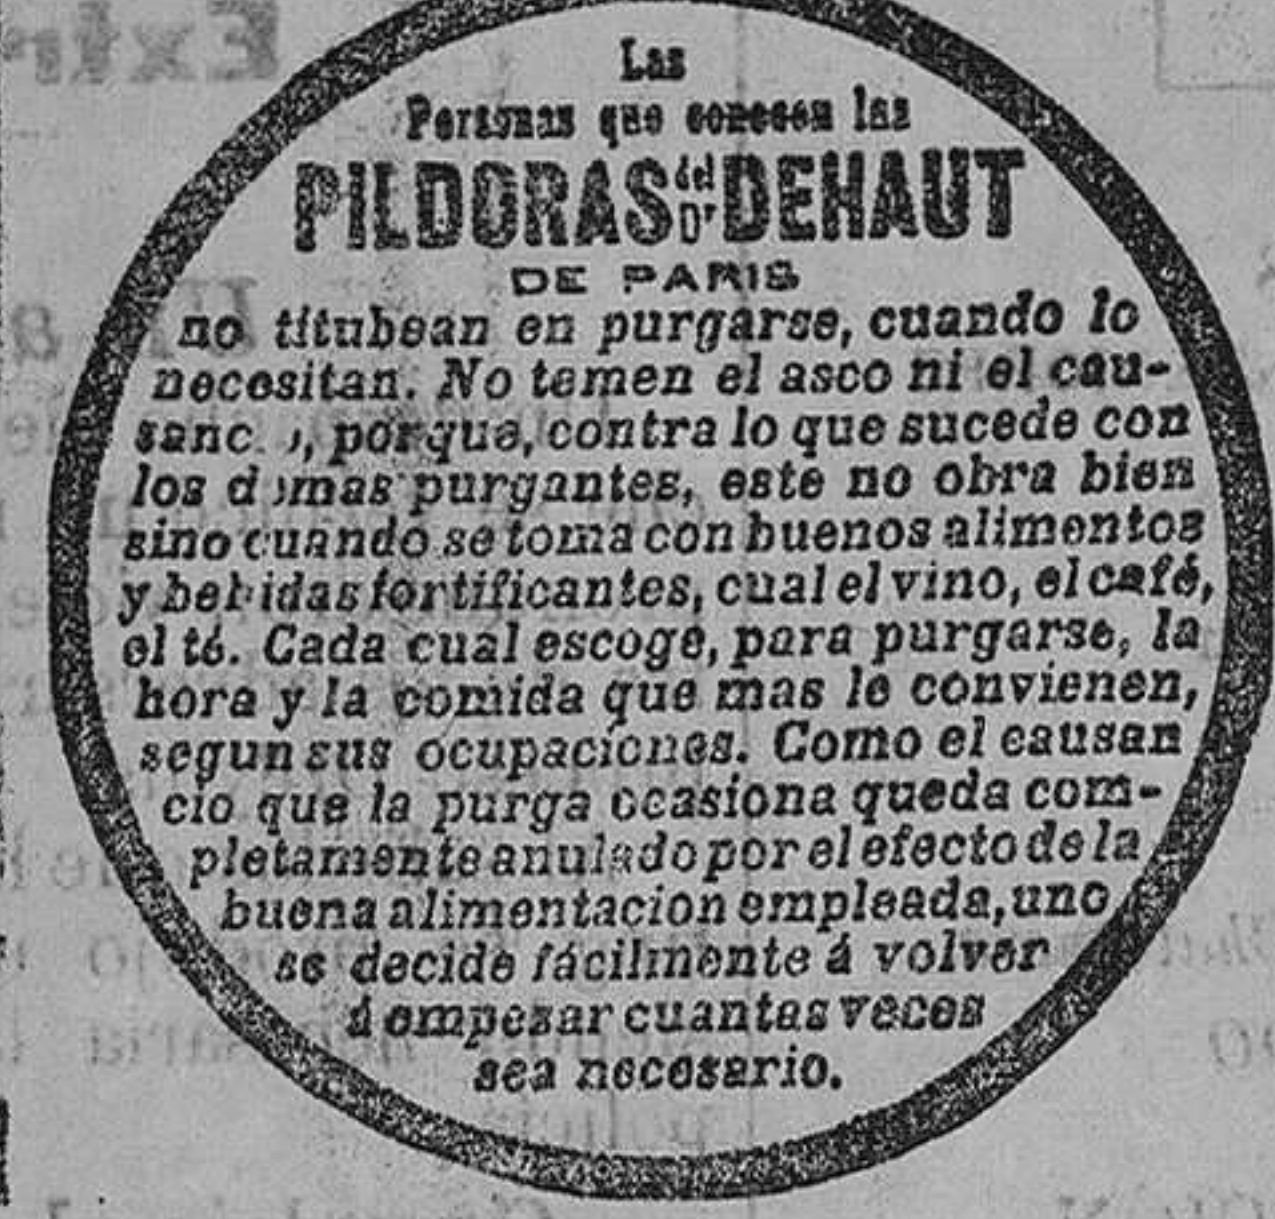 Las
Personas que conocen las
PILDORAS del Dr DEHAUT
DE PARIS
no titubean en purgarse, cuando lo
necesitan. No temen el asco ni el cau-
sanc o, porque, contra lo que sucede con
los demas purgantes, este no obra bien
sino cuando se toma con buenos alimentos
y bebidas fortificantes, cual el vino, el café,
el té. Cada cual escoge, para purgarse, la
hora y la comida que mas le convienen,
segun sus ocupaciones. Como el causan
cio que la purga ocasiona queda com-
pletamente anulado por el efecto de la
buena alimentacion empleada, uno
se decide fácilmente á volver
á empezar cuantas veces
sea necesario.